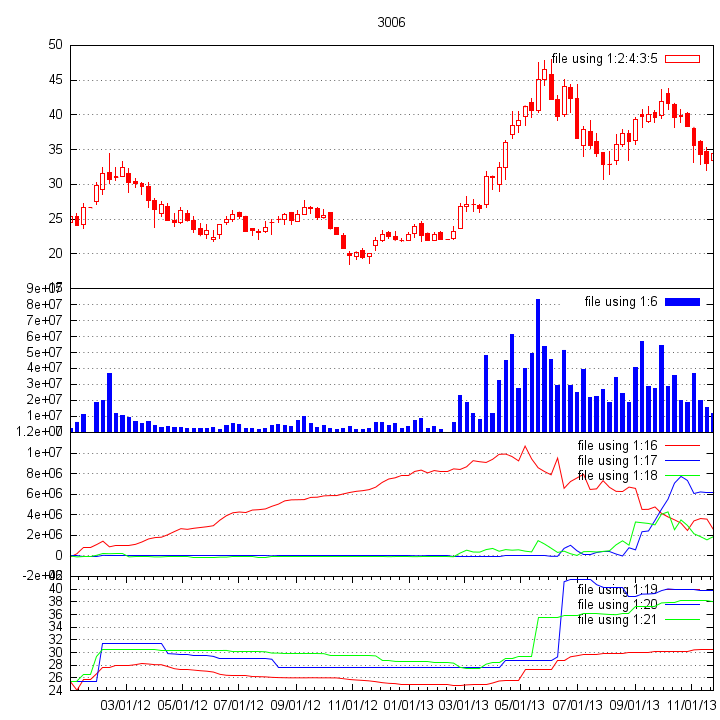 3006
50
file using 1:2:4:3:5
45
40
35
30
25
20
9e+07
file using 1:6
8e+07
7e+07
6e+07
5e+07
4e+07
3e+07
2e+07
1e+07
1.2e+07
file using 1:16
1e+07
file using 1:17
8e+06
file using 1:18
6e+06
4e+06
2e+06
0
-2e+06
40
file using 1:19
38
file using 1:20
36
file using 1:21
34
32
30
28
26
24
03/01/12 05/01/12 07/01/12 09/01/12 11/01/12 01/01/13 03/01/13 05/01/13 07/01/13 09/01/13 11/01/13